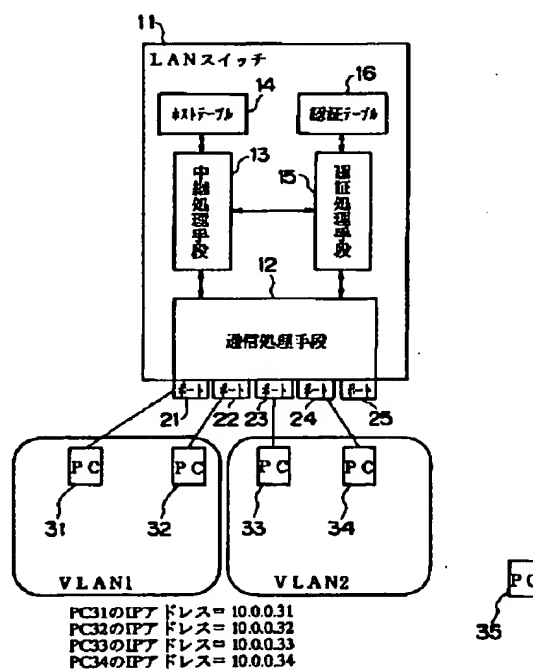 11
LANスイッチ
14
16
ホストテーブル
認証テーブル
13
15
中継処理手段
認証処理手段
12
通信処理手段
ポート
ポート
ポート
ポート
ポート
21
22
23
24
25
PC
PC
PC
PC
31
32
33
34
VLAN1
VLAN2
PC
35
PC31のIPアドレス=10.0.0.31
PC32のIPアドレス=10.0.0.32
PC33のIPアドレス=10.0.0.33
PC34のIPアドレス=10.0.0.34